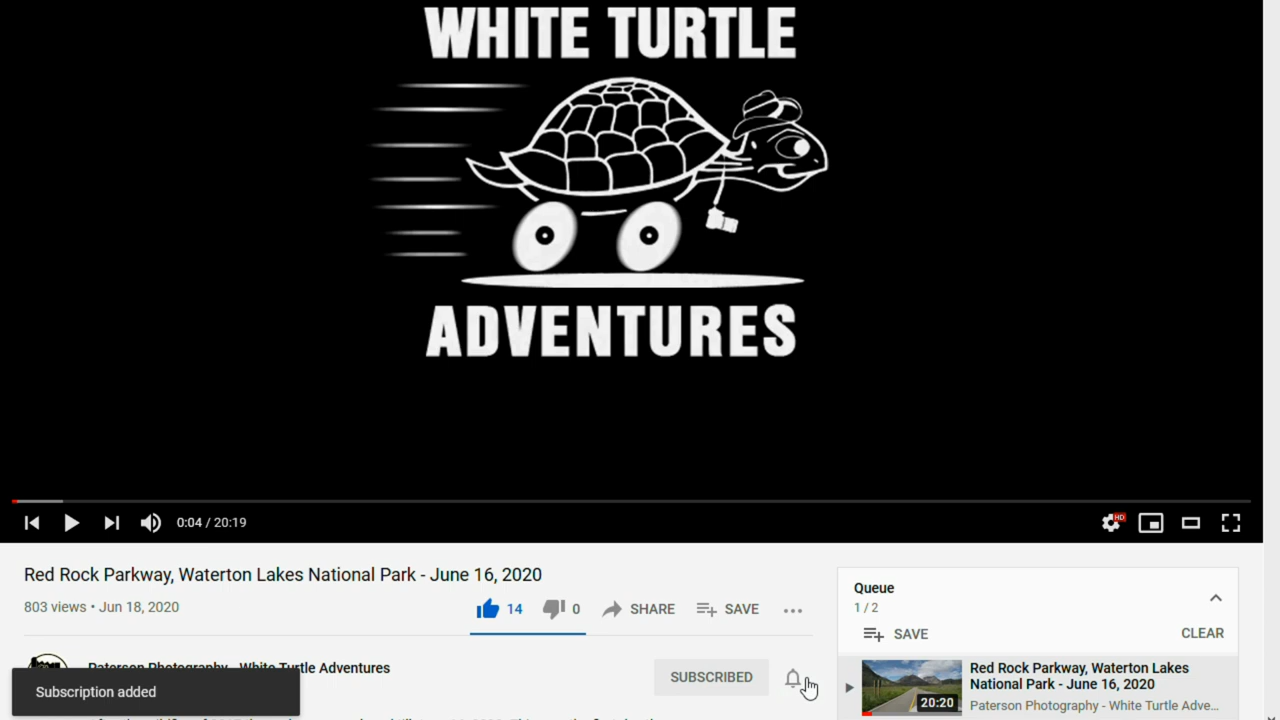 WHITE TURTLE
ADVENTURES
0:04 / 20:19
HD
Red Rock Parkway, Waterton Lakes National Park - June 16, 2020
803 views • Jun 18, 2020
14
0
SHARE
SAVE
Paterson Photography - White Turtle Adventures
SUBSCRIBED
Subscription added
Queue
1 / 2
SAVE
CLEAR
20:20
Red Rock Parkway, Waterton Lakes
National Park - June 16, 2020
Paterson Photography - White Turtle Adve...